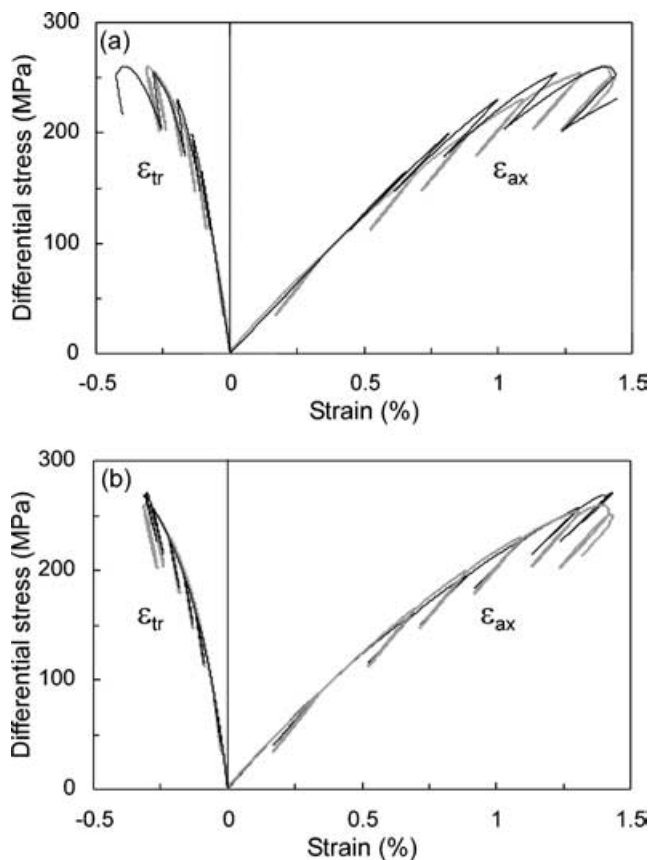 (a)
300
200
100
0
Differential stress (MPa)
εtr
εax
-0.5
0
0.5
1
1.5
Strain (%)
(b)
300
200
100
0
Differential stress (MPa)
εtr
εax
-0.5
0
0.5
1
1.5
Strain (%)